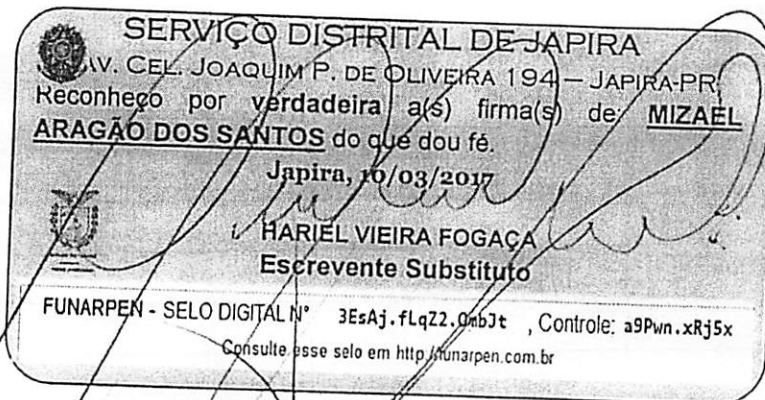 SERVIÇO DISTRITAL DE JAPIRA
AV. CEL. JOAQUIM P. DE OLIVEIRA 194 – JAPIRA-PR
Reconheço por verdadeira a(s) firma(s) de: MIZAEL
ARAGÃO DOS SANTOS do que dou fé.
Japira, 10/03/2017
HARIEL VIEIRA FOGAÇA
Escrevente Substituto
FUNARPEN - SELO DIGITAL Nº 3EsAj.fLqZ2.QmbJt , Controle: a9Pwn.xRj5x
Consulte esse selo em http://funarpen.com.br